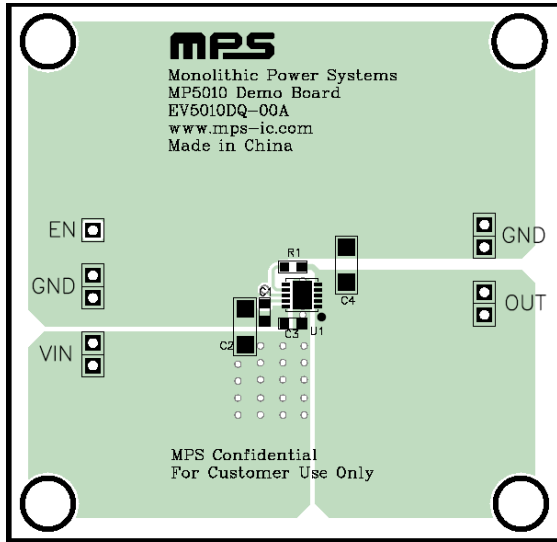 MPS
Monolithic Power Systems
MP5010 Demo Board
EV5010DQ-00A
www.mps-ic.com
Made in China
EN
GND
R1
GND
C4
C1
OUT
C2
C3
U1
VIN
MPS Confidential
For Customer Use Only